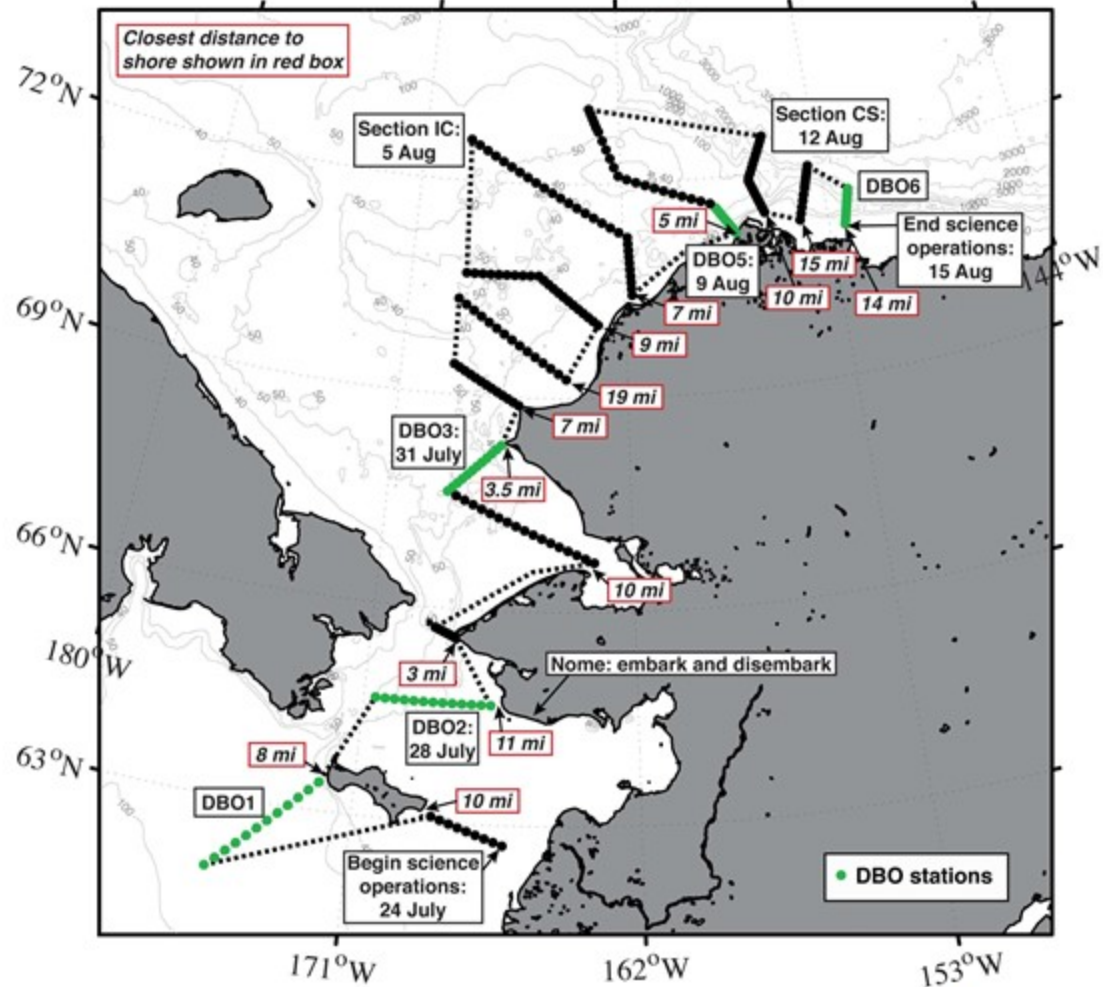 Closest distance to
shore shown in red box
72°N
69°N
66°N
180°W
63°N
Section IC:
5 Aug
Section CS:
12 Aug
DBO6
End science
operations:
15 Aug
144°W
5 mi
DBO5:
9 Aug
15 mi
10 mi
14 mi
7 mi
9 mi
19 mi
7 mi
DBO3:
31 July
3.5 mi
10 mi
3 mi
Nome: embark and disembark
DBO2:
28 July
11 mi
8 mi
DBO1
10 mi
Begin science
operations:
24 July
DBO stations
171°W
162°W
153°W